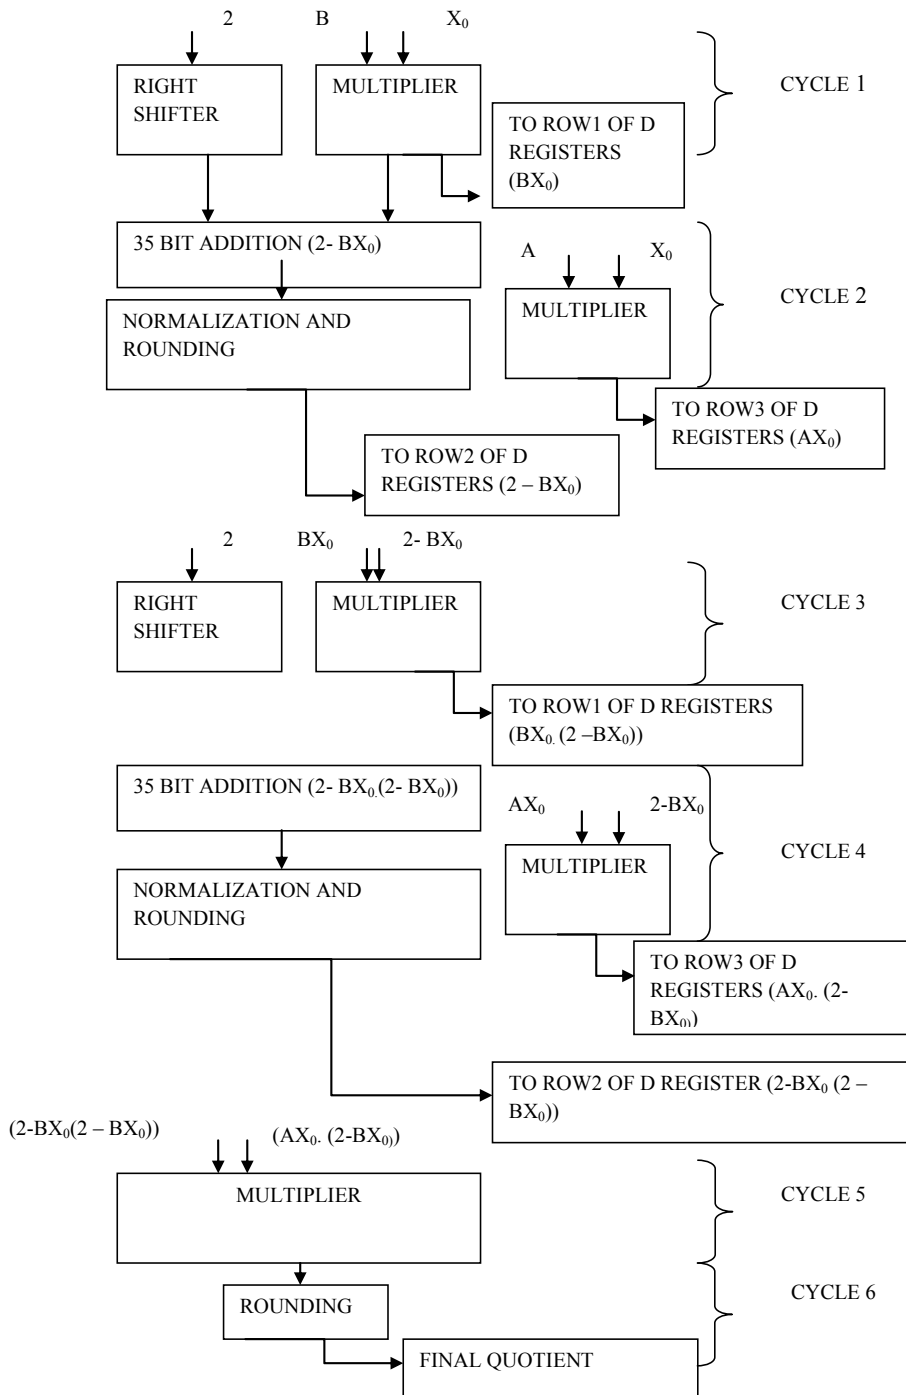 2 B X₀
CYCLE 1
RIGHT
SHIFTER
MULTIPLIER
TO ROW1 OF D
REGISTERS
(BX₀)
35 BIT ADDITION (2- BX₀)
A X₀
CYCLE 2
MULTIPLIER
NORMALIZATION AND
ROUNDING
TO ROW3 OF D
REGISTERS (AX₀)
TO ROW2 OF D
REGISTERS (2 – BX₀)
2 BX₀ 2- BX₀
CYCLE 3
RIGHT
SHIFTER
MULTIPLIER
TO ROW1 OF D REGISTERS
(BX₀. (2 –BX₀))
35 BIT ADDITION (2- BX₀.(2- BX₀))
AX₀ 2-BX₀
CYCLE 4
MULTIPLIER
NORMALIZATION AND
ROUNDING
TO ROW3 OF D
REGISTERS (AX₀. (2-
BX₀)
TO ROW2 OF D REGISTER (2-BX₀ (2 –
BX₀))
(2-BX₀(2 – BX₀))
(AX₀. (2-BX₀))
MULTIPLIER
CYCLE 5
CYCLE 6
ROUNDING
FINAL QUOTIENT